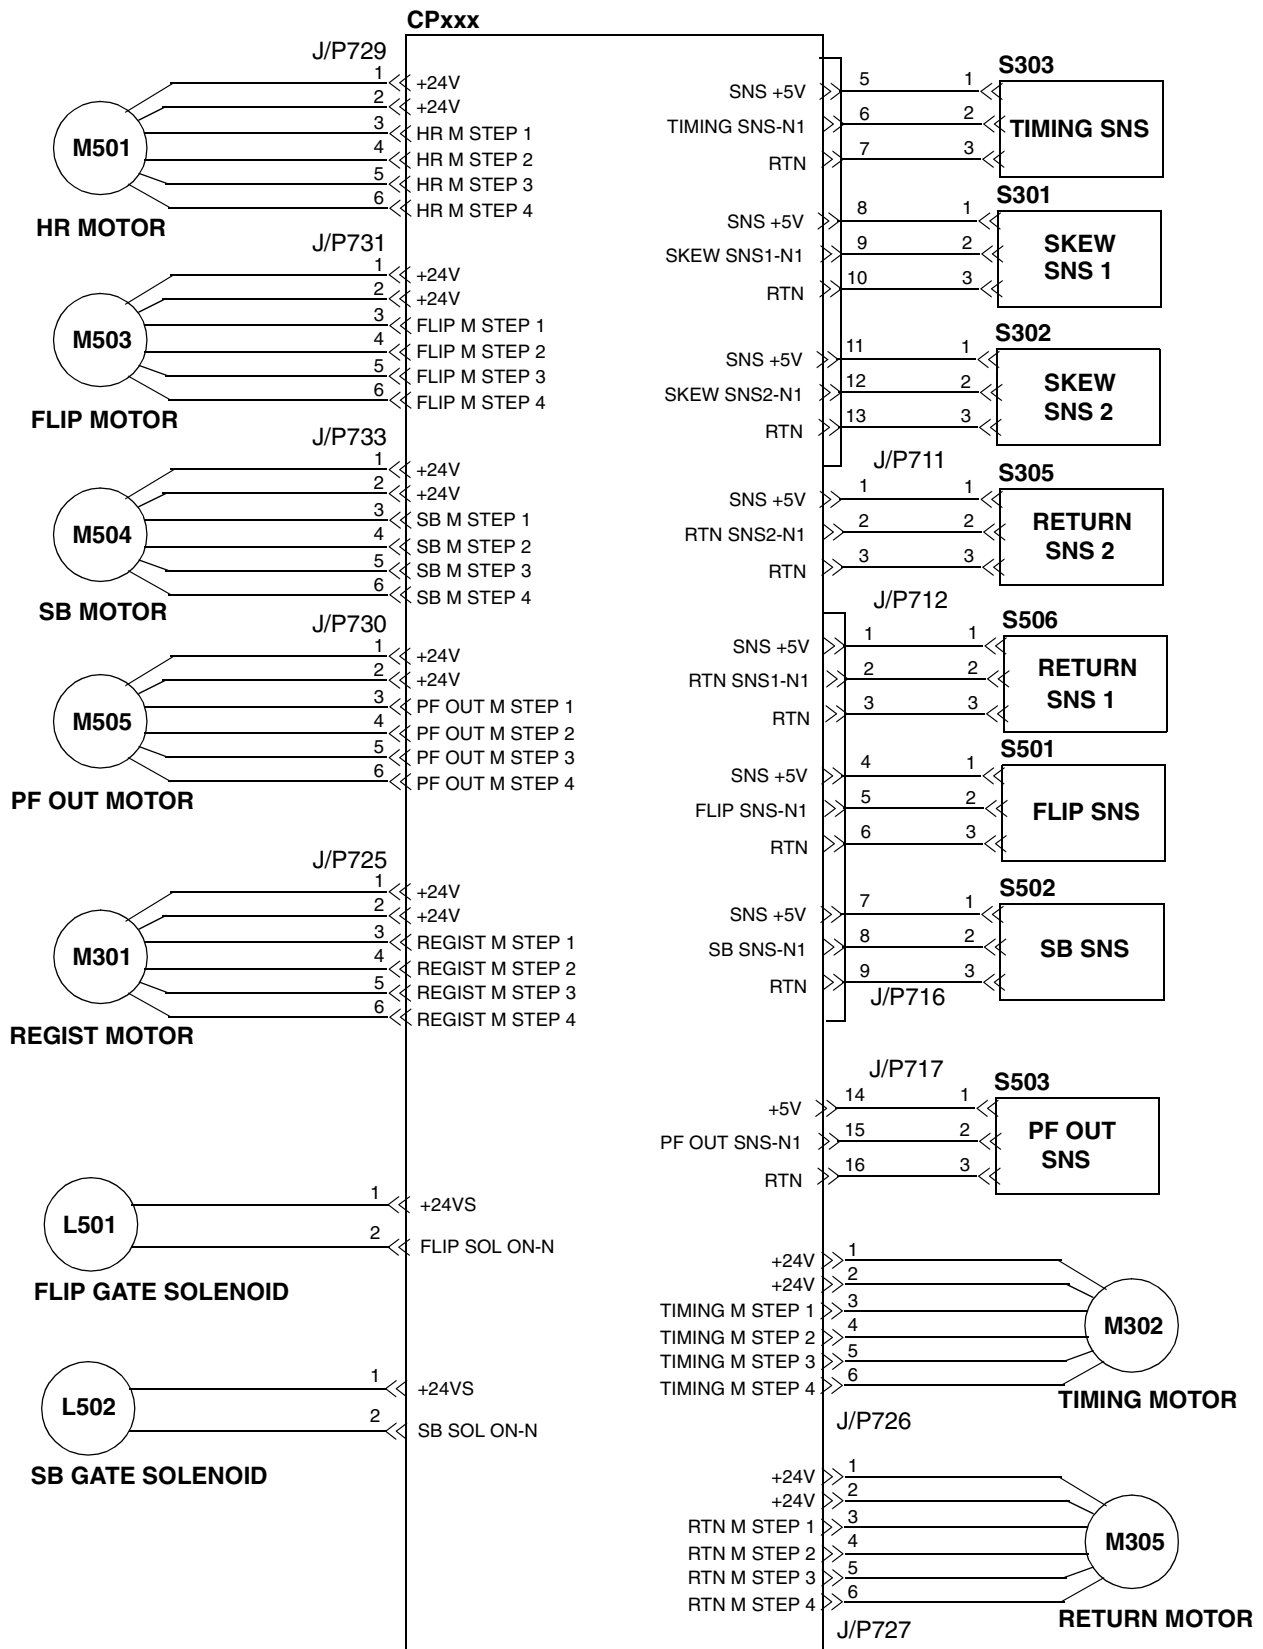 CPxxx
J/P729
1 +24V
2 +24V
3 HR M STEP 1
4 HR M STEP 2
5 HR M STEP 3
6 HR M STEP 4
M501
HR MOTOR
J/P731
1 +24V
2 +24V
3 FLIP M STEP 1
4 FLIP M STEP 2
5 FLIP M STEP 3
6 FLIP M STEP 4
M503
FLIP MOTOR
J/P733
1 +24V
2 +24V
3 SB M STEP 1
4 SB M STEP 2
5 SB M STEP 3
6 SB M STEP 4
M504
SB MOTOR
J/P730
1 +24V
2 +24V
3 PF OUT M STEP 1
4 PF OUT M STEP 2
5 PF OUT M STEP 3
6 PF OUT M STEP 4
M505
PF OUT MOTOR
J/P725
1 +24V
2 +24V
3 REGIST M STEP 1
4 REGIST M STEP 2
5 REGIST M STEP 3
6 REGIST M STEP 4
M301
REGIST MOTOR
1 +24VS
L501
2 FLIP SOL ON-N
FLIP GATE SOLENOID
1 +24VS
L502
2 SB SOL ON-N
SB GATE SOLENOID
S303
SNS +5V 5 1
TIMING SNS-N1 6 2 TIMING SNS
RTN 7 3
S301
SNS +5V 8 1
SKEW SNS1-N1 9 2
RTN 10 3
SKEW
SNS 1
S302
SNS +5V 11 1
SKEW SNS2-N1 12 2
RTN 13 3
SKEW
SNS 2
J/P711
S305
SNS +5V 1 1
RTN SNS2-N1 2 2
RTN 3 3
RETURN
SNS 2
J/P712
S506
SNS +5V 1 1
RTN SNS1-N1 2 2
RTN 3 3
RETURN
SNS 1
S501
SNS +5V 4 1
FLIP SNS-N1 5 2 FLIP SNS
RTN 6 3
S502
SNS +5V 7 1
SB SNS-N1 8 2 SB SNS
RTN 9 3
J/P716
J/P717
S503
+5V 14 1
PF OUT SNS-N1 15 2
RTN 16 3
PF OUT
SNS
+24V 1
+24V 2
TIMING M STEP 1 3
TIMING M STEP 2 4
TIMING M STEP 3 5
TIMING M STEP 4 6
M302
TIMING MOTOR
J/P726
+24V 1
+24V 2
RTN M STEP 1 3
RTN M STEP 2 4
RTN M STEP 3 5
RTN M STEP 4 6
M305
RETURN MOTOR
J/P727